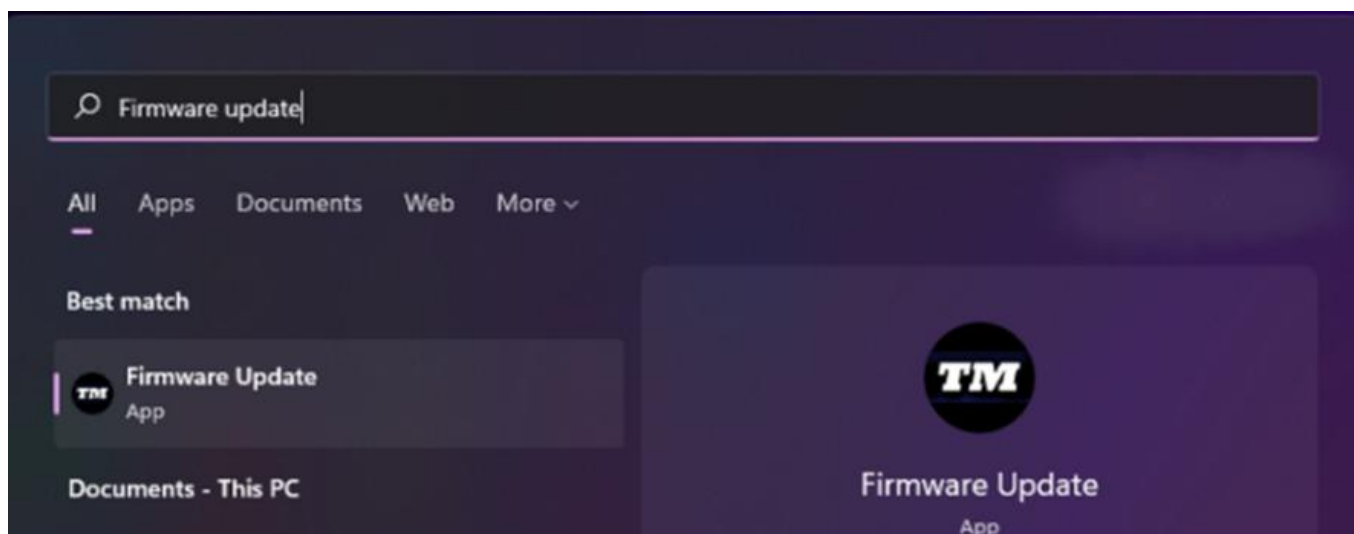 Firmware update
All Apps Documents Web More
Best match
TM Firmware Update
App
Documents - This PC
TM
Firmware Update
App